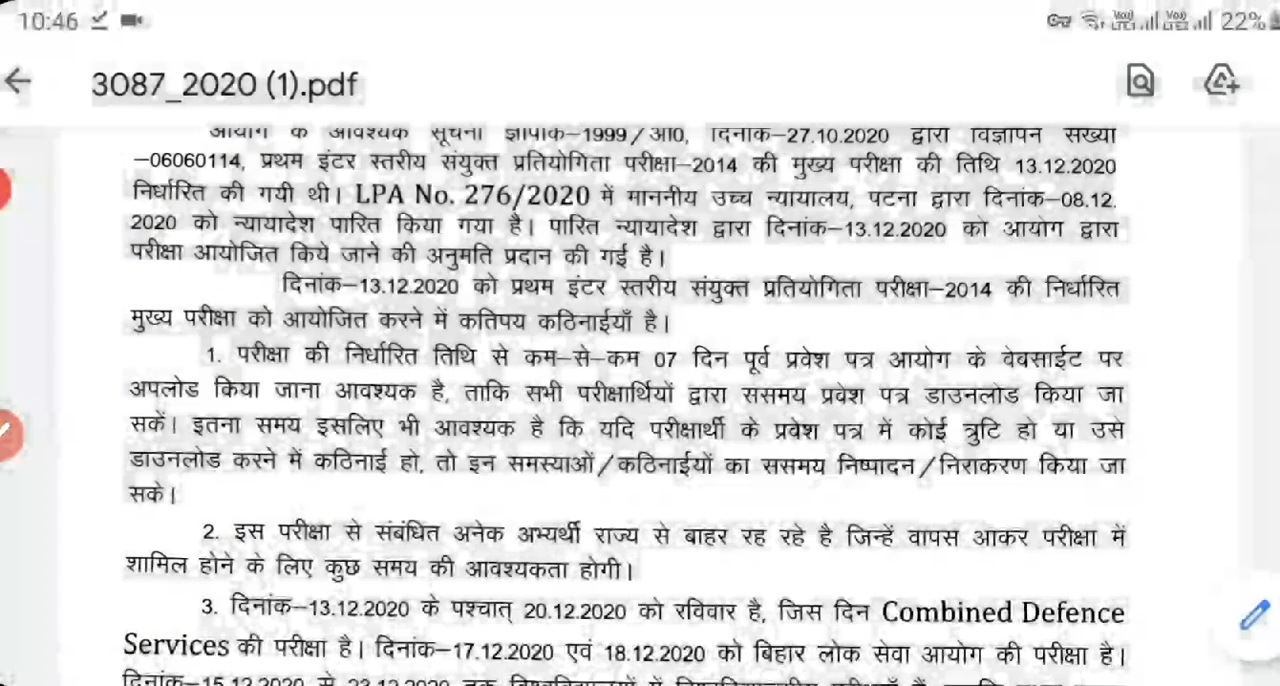 10:46
22%
3087_2020 (1).pdf
आयोग के आवश्यक सूचना ज्ञापांक–1999/आ0, दिनांक–27.10.2020 द्वारा विज्ञापन संख्या
–06060114, प्रथम इंटर स्तरीय संयुक्त प्रतियोगिता परीक्षा–2014 की मुख्य परीक्षा की तिथि 13.12.2020
निर्धारित की गयी थी। LPA No. 276/2020 में माननीय उच्च न्यायालय, पटना द्वारा दिनांक–08.12.
2020 को न्यायादेश पारित किया गया है। पारित न्यायादेश द्वारा दिनांक–13.12.2020 को आयोग द्वारा
परीक्षा आयोजित किये जाने की अनुमति प्रदान की गई है।
दिनांक–13.12.2020 को प्रथम इंटर स्तरीय संयुक्त प्रतियोगिता परीक्षा–2014 की निर्धारित
मुख्य परीक्षा को आयोजित करने में कतिपय कठिनाईयाँ है।
1. परीक्षा की निर्धारित तिथि से कम–से–कम 07 दिन पूर्व प्रवेश पत्र आयोग के वेबसाईट पर
अपलोड किया जाना आवश्यक है, ताकि सभी परीक्षार्थियों द्वारा ससमय प्रवेश पत्र डाउनलोड किया जा
सकें। इतना समय इसलिए भी आवश्यक है कि यदि परीक्षार्थी के प्रवेश पत्र में कोई त्रुटि हो या उसे
डाउनलोड करने में कठिनाई हो, तो इन समस्याओं/कठिनाईयों का ससमय निष्पादन/निराकरण किया जा
सके।
2. इस परीक्षा से संबंधित अनेक अभ्यर्थी राज्य से बाहर रह रहे है जिन्हें वापस आकर परीक्षा में
शामिल होने के लिए कुछ समय की आवश्यकता होगी।
3. दिनांक–13.12.2020 के पश्चात् 20.12.2020 को रविवार है, जिस दिन Combined Defence
Services की परीक्षा है। दिनांक–17.12.2020 एवं 18.12.2020 को बिहार लोक सेवा आयोग की परीक्षा है।
दिनांक–15.12.2020 से 23.12.2020 तक